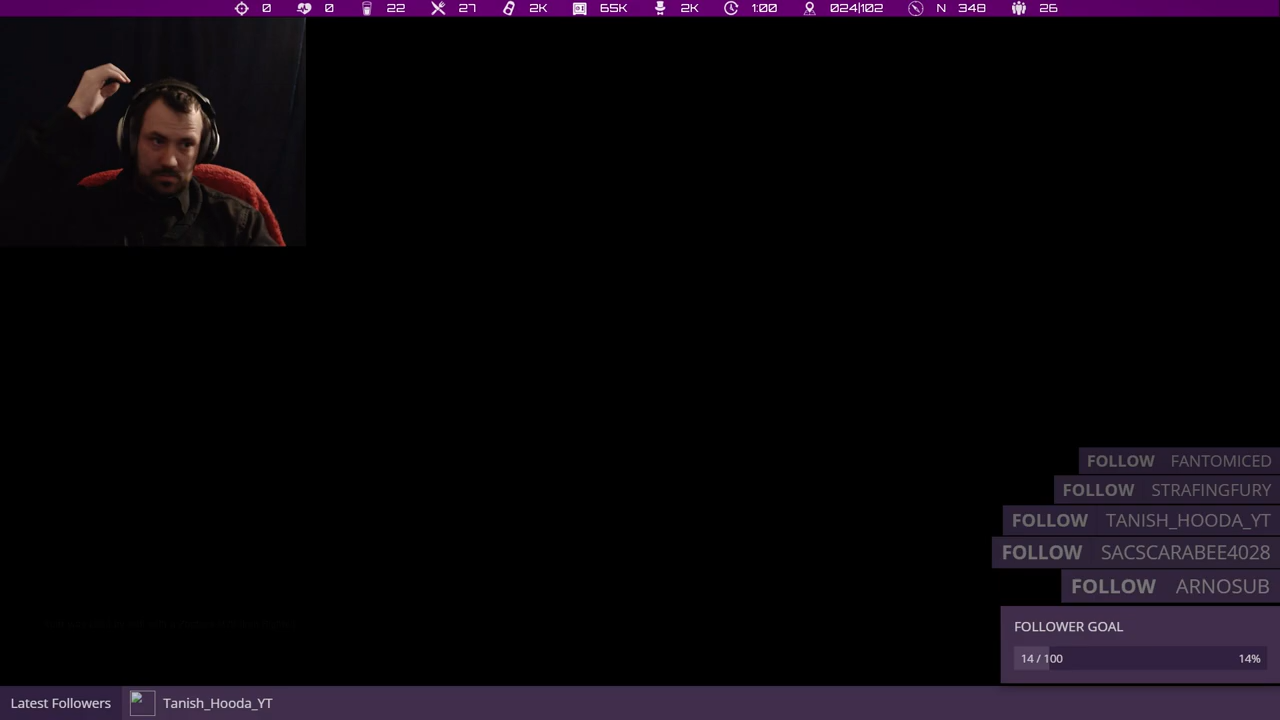 0 0 22 27 2K 65K 2K 1:00 024|102 N 348 26
FOLLOW FANTOMICED
FOLLOW STRAFINGFURY
FOLLOW TANISH_HOODA_YT
FOLLOW SACSCARABEE4028
FOLLOW ARNOSUB
FOLLOWER GOAL
14 / 100 14%
Latest Followers Tanish_Hooda_YT